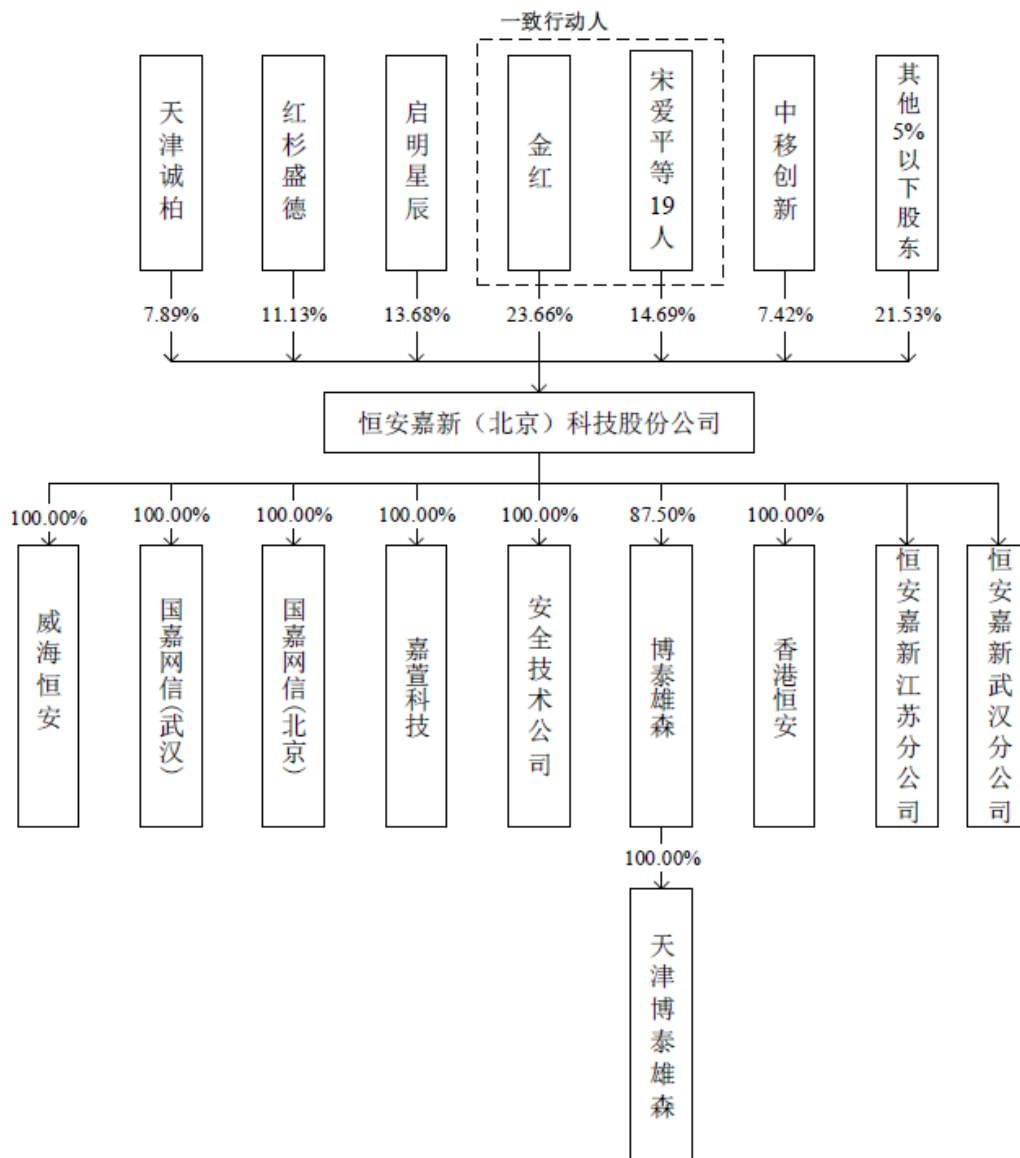 一致行动人
天津诚柏
红杉盛德
启明星辰
金红
宋爱平等19人
中移创新
其他5%以下股东
7.89%
11.13%
13.68%
23.66%
14.69%
7.42%
21.53%
恒安嘉新（北京）科技股份公司
100.00%
100.00%
100.00%
100.00%
100.00%
87.50%
100.00%
威海恒安
国嘉网信(武汉)
国嘉网信(北京)
嘉萱科技
安全技术公司
博泰雄森
香港恒安
恒安嘉新江苏分公司
恒安嘉新武汉分公司
100.00%
天津博泰雄森